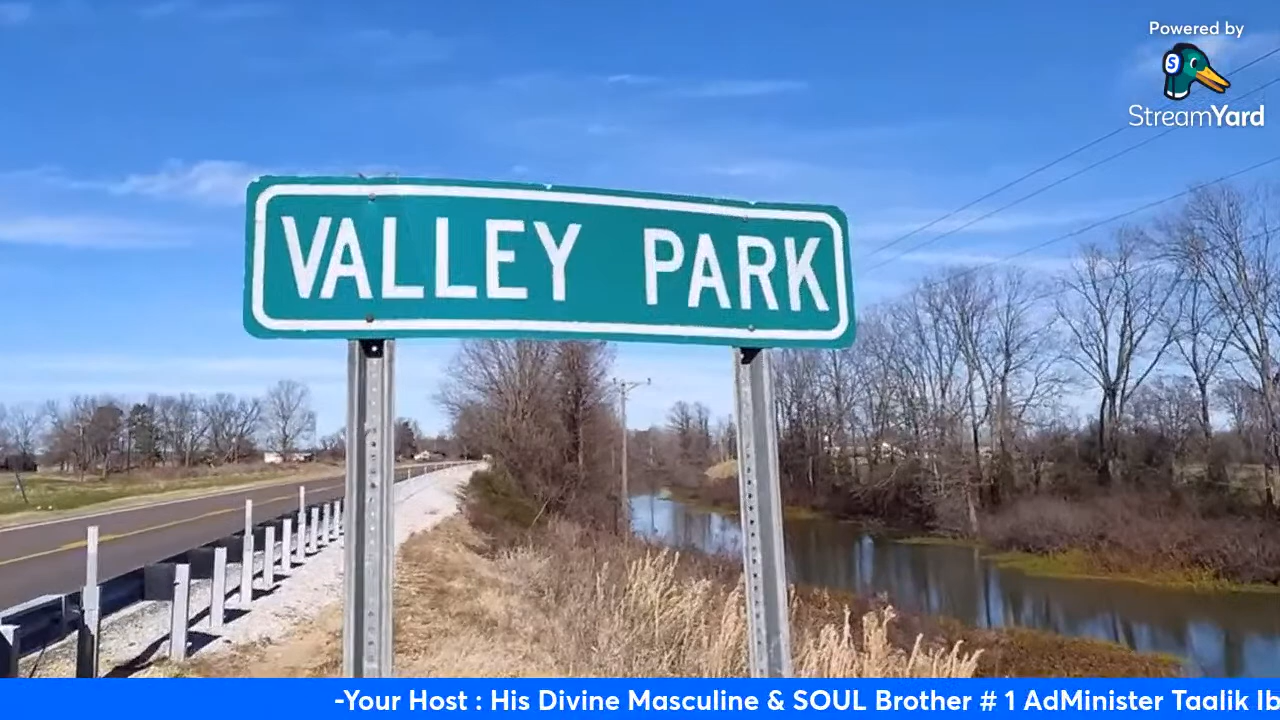 Powered by
StreamYard
VALLEY PARK
-Your Host : His Divine Masculine & SOUL Brother # 1 AdMinister Taalik